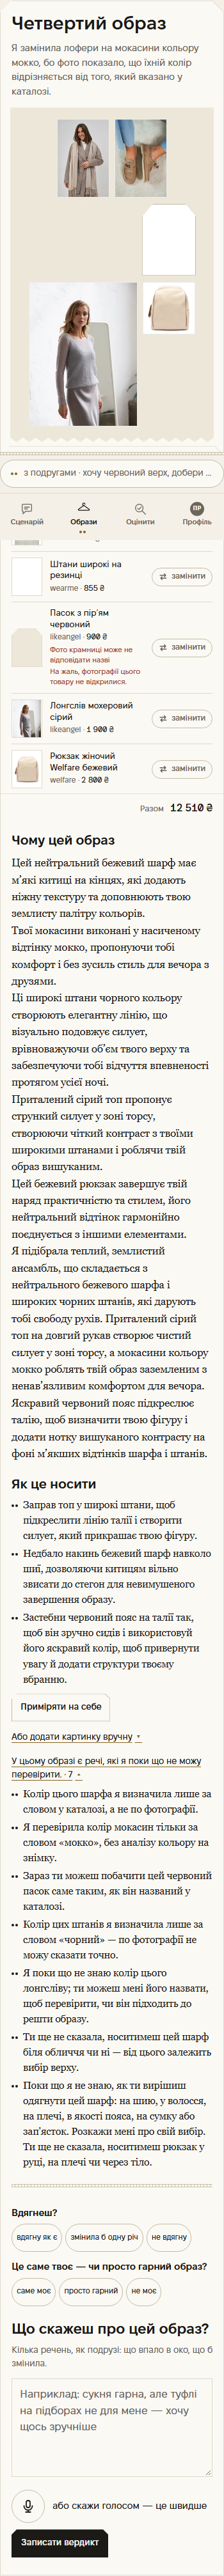 Четвертий образ
Я замінила лофери на мокасини кольору
мокко, бо фото показало, що їхній колір
відрізняється від того, який вказано у
каталозі.
з подругами · хочу червоний верх, добери ...
Сценарій
Образи
Оцінити
ПР
Профіль
Штани широкі на
резинці
wearme · 855 ₴
замінити
Пасок з пір'ям
червоний
likeangel · 900 ₴
Фото крамниці може не
відповідати назві
На жаль, фотографії цього
товару не відкрилися.
замінити
Лонгслів мохеровий
сірий
likeangel · 1 900 ₴
замінити
Рюкзак жіночий
Welfare бежевий
welfare · 2 800 ₴
замінити
Разом 12 510 ₴
Чому цей образ
Цей нейтральний бежевий шарф має
м'які китиці на кінцях, які додають
ніжну текстуру та доповнюють твою
землисту палітру кольорів.
Твої мокасини виконані у насиченому
відтінку мокко, пропонуючи тобі
комфорт і без зусиль стиль для вечора з
друзями.
Ці широкі штани чорного кольору
створюють елегантну лінію, що
візуально подовжує силует,
врівноважуючи об'єм твого верху та
забезпечуючи тобі відчуття впевненості
протягом усієї ночі.
Приталений сірий топ пропонує
стрункий силует у зоні торсу,
створюючи чіткий контраст з твоїми
широкими штанами і роблячи твій
образ вишуканим.
Цей бежевий рюкзак завершує твій
наряд практичністю та стилем, його
нейтральний відтінок гармонійно
поєднується з іншими елементами.
Я підібрала теплий, землистий
ансамбль, що складається з
нейтрального бежевого шарфа і
широких чорних штанів, які дарують
тобі свободу рухів. Приталений сірий
топ на довгий рукав створює чистий
силует у зоні торсу, а мокасини кольору
мокко роблять твій образ заземленим з
ненав'язливим комфортом для вечора.
Яскравий червоний пояс підкреслює
талію, щоб визначити твою фігуру і
додати нотку вишуканого контрасту на
фоні м'якших відтінків шарфа і штанів.
Як це носити
Заправ топ у широкі штани, щоб
підкреслити лінію талії і створити
силует, який прикрашає твою фігуру.
Недбало накинь бежевий шарф навколо
шиї, дозволяючи китицям вільно
звисати до стегон для невимушеного
завершення образу.
Застебни червоний пояс на талії так,
щоб він зручно сидів і використовуй
його яскравий колір, щоб привернути
увагу й додати структури твоєму
вбранню.
Приміряти на себе
Або додати картинку вручну
У цьому образі є речі, які я поки що не можу
перевірити. · 7
Колір цього шарфа я визначила лише за
словом у каталозі, а не по фотографії.
Я перевірила колір мокасин тільки за
словом «мокко», без аналізу кольору на
знімку.
Зараз ти можеш побачити цей червоний
пасок саме таким, як він названий у
каталозі.
Колір цих штанів я визначила лише за
словом «чорний» — по фотографії не
можу сказати точно.
Я поки що не знаю колір цього
лонгсліву; ти можеш мені його назвати,
щоб перевірити, чи він підходить до
решти образу.
Ти ще не сказала, носитимеш цей шарф
біля обличчя чи ні — від цього залежить
вибір верху.
Поки що я не знаю, як ти вирішиш
одягнути цей шарф: на шию, у волосся,
на плечі, в якості пояса, на сумку або
зап'ясток. Розкажи мені про свій вибір.
Ти ще не сказала, носитимеш рюкзак у
руці, на плечі чи через тіло.
Вдягнеш?
вдягну як є
змінила б одну річ
не вдягну
Це саме твоє — чи просто гарний образ?
саме моє
просто гарний
не моє
Що скажеш про цей образ?
Кілька речень, як подрузі: що впало в око, що б
змінила.
Наприклад: сукня гарна, але туфлі
на підборах не для мене — хочу
щось зручніше
або скажи голосом — це швидше
Записати вердикт